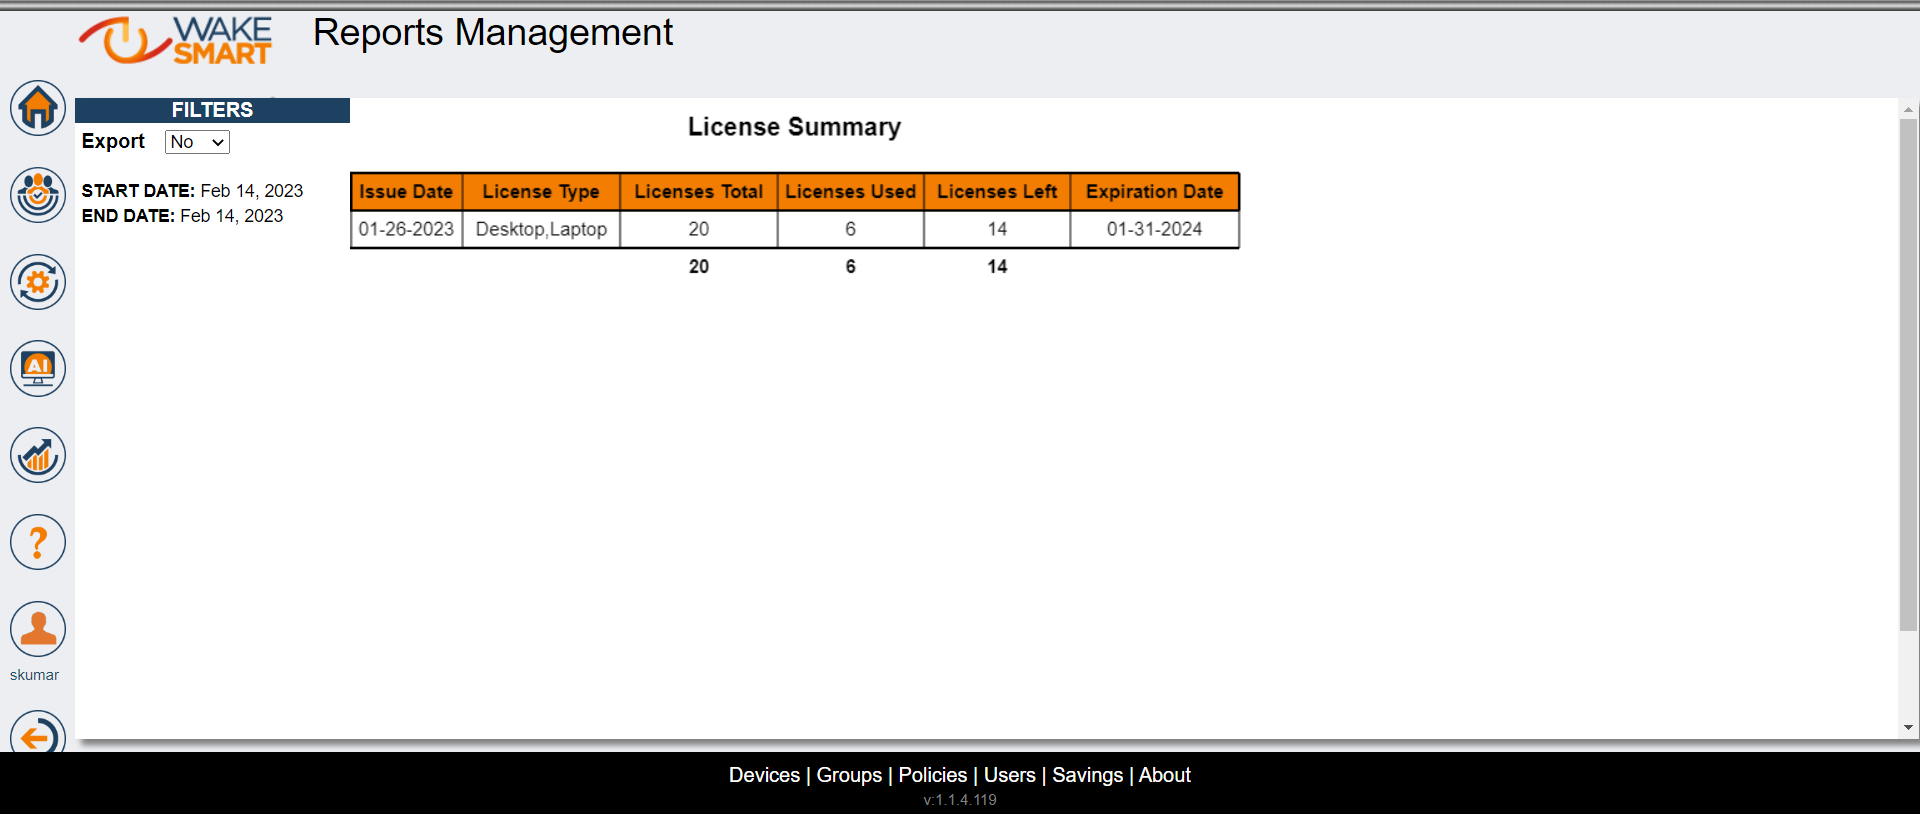 WAKE
SMART
Reports Management
FILTERS
Export No
START DATE: Feb 14, 2023
END DATE: Feb 14, 2023
License Summary
Issue Date License Type Licenses Total Licenses Used Licenses Left Expiration Date
01-26-2023 Desktop,Laptop 20 6 14 01-31-2024
20 6 14
AI
?
skumar
Devices | Groups | Policies | Users | Savings | About
v:1.1.4.119